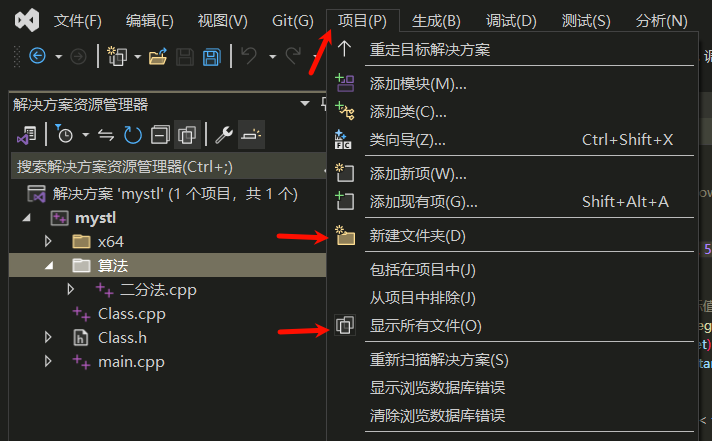 文件(F) 编辑(E) 视图(V) Git(G) 项目(P) 生成(B) 调试(D) 测试(S) 分析(N)
重定目标解决方案
解决方案资源管理器
添加模块(M)...
添加类(C)...
类向导(Z)... Ctrl+Shift+X
搜索解决方案资源管理器(Ctrl+;)
添加新项(W)...
解决方案 'mystl' (1 个项目，共 1 个)
添加现有项(G)... Shift+Alt+A
mystl
新建文件夹(D)
x64
算法
包括在项目中(J)
二分法.cpp
从项目中排除(J)
Class.cpp
显示所有文件(O)
Class.h
main.cpp
重新扫描解决方案(S)
显示浏览数据库错误
清除浏览数据库错误